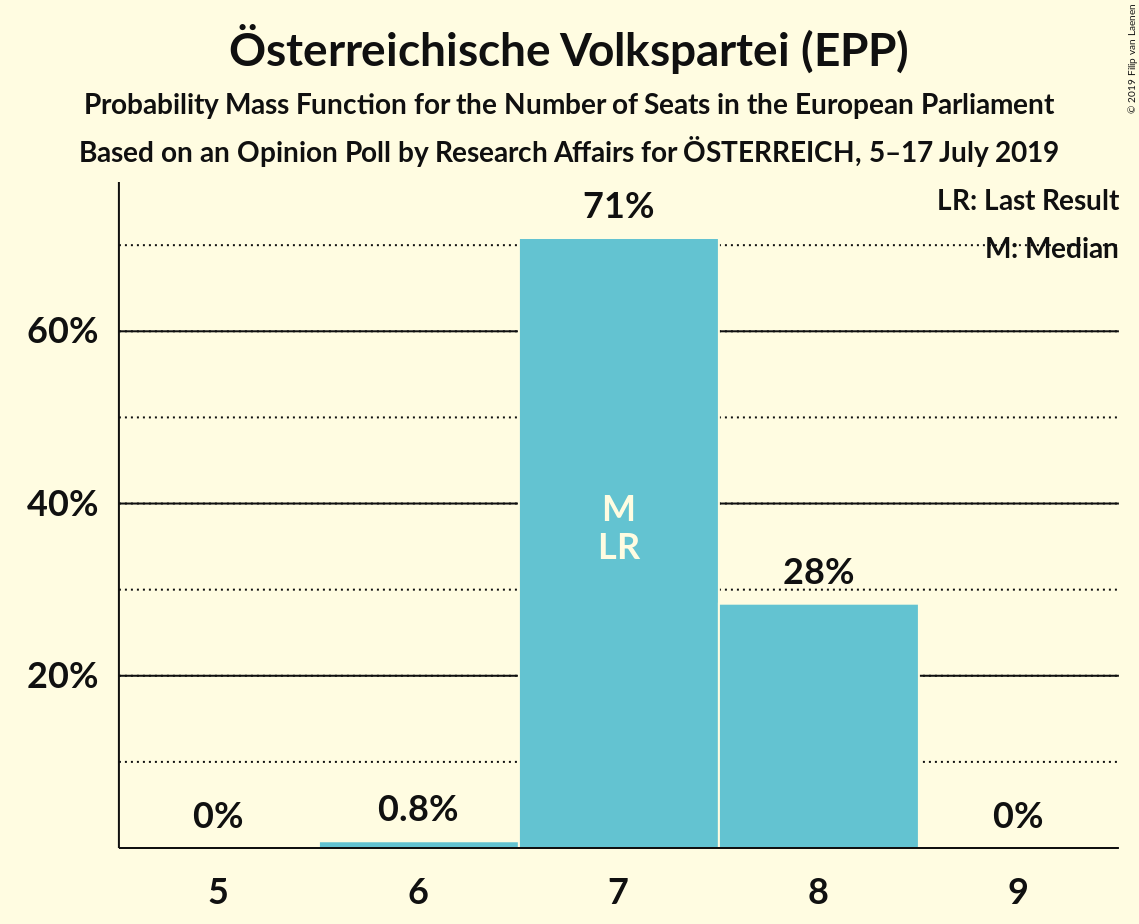 Österreichische Volkspartei (EPP)
Probability Mass Function for the Number of Seats in the European Parliament
Based on an Opinion Poll by Research Affairs for ÖSTERREICH, 5–17 July 2019
© 2019 Filip van Laenen
LR: Last Result
M: Median
71%
60%
40%
M
LR
28%
20%
0%
0.8%
0%
5
6
7
8
9